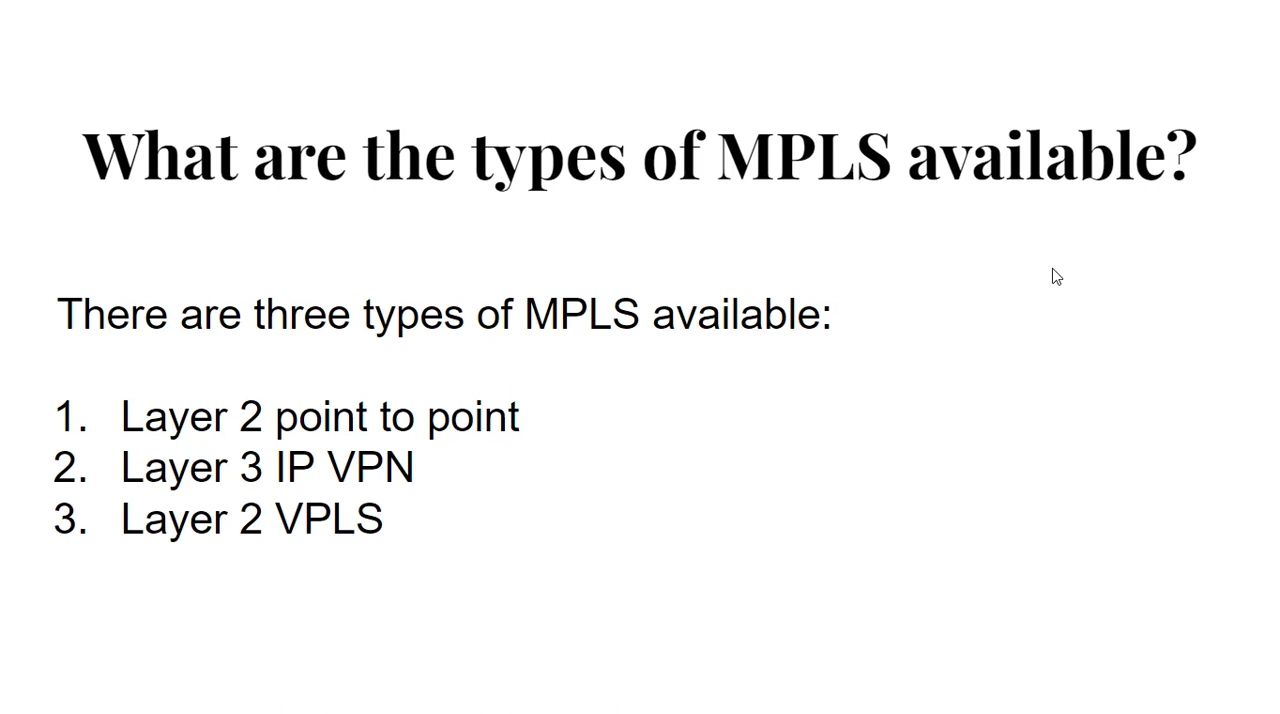 What are the types of MPLS available?
There are three types of MPLS available:
1. Layer 2 point to point
2. Layer 3 IP VPN
3. Layer 2 VPLS